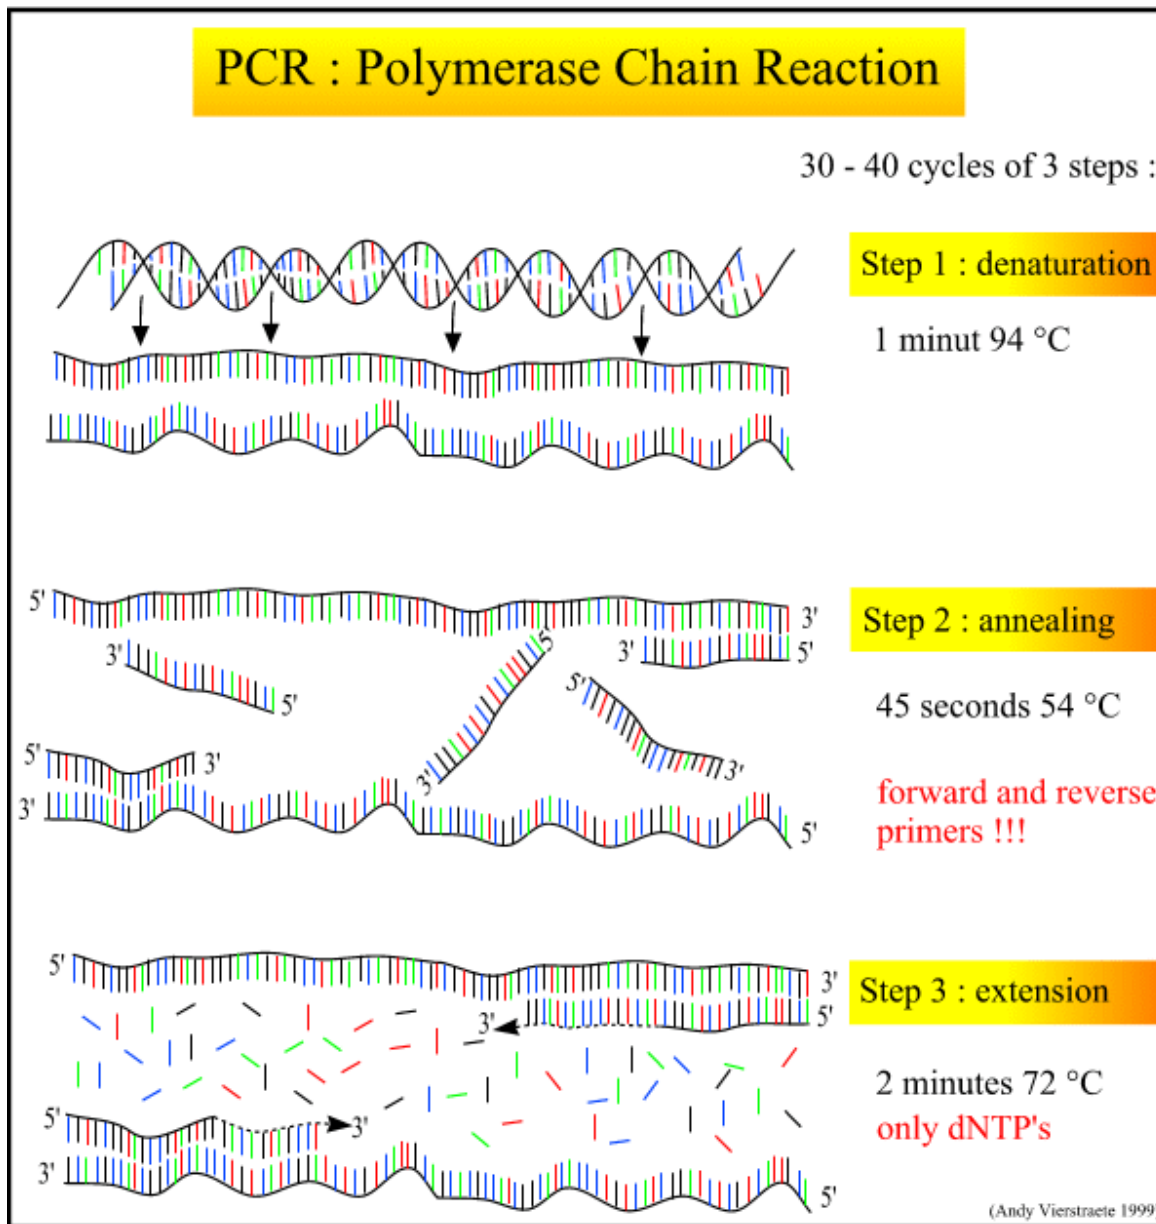 PCR : Polymerase Chain Reaction
30 - 40 cycles of 3 steps :
Step 1 : denaturation
1 minut 94 °C
5'
3'
Step 2 : annealing
3'
5'
3'
5'
5'
45 seconds 54 °C
5'
3'
3'
3'
3'
5'
forward and reverse
primers !!!
5'
3'
Step 3 : extension
3'
5'
2 minutes 72 °C
only dNTP's
5'
3'
3'
5'
(Andy Vierstraete 1999)